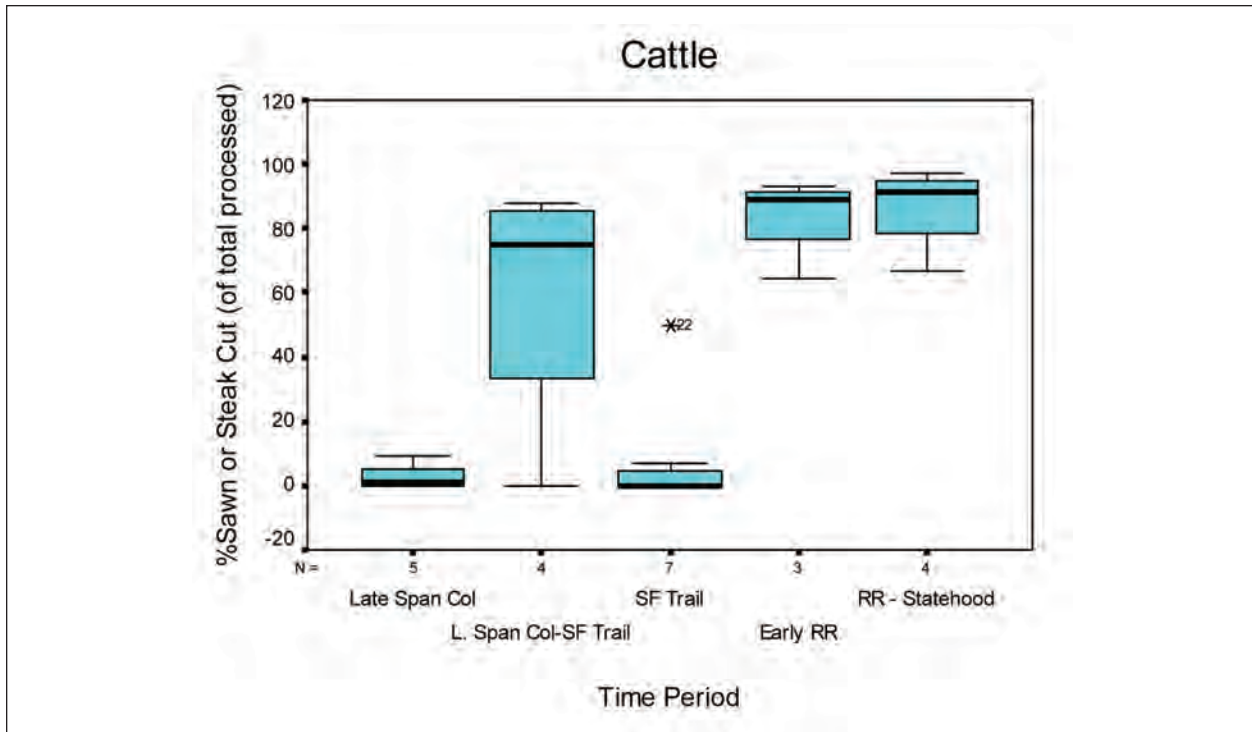 Cattle
%Sawn or Steak Cut (of total processed)
120
100
80
60
40
20
0
-20
*22
N = 5 4 7 3 4
Late Span Col SF Trail RR - Statehood
L. Span Col-SF Trail Early RR
Time Period